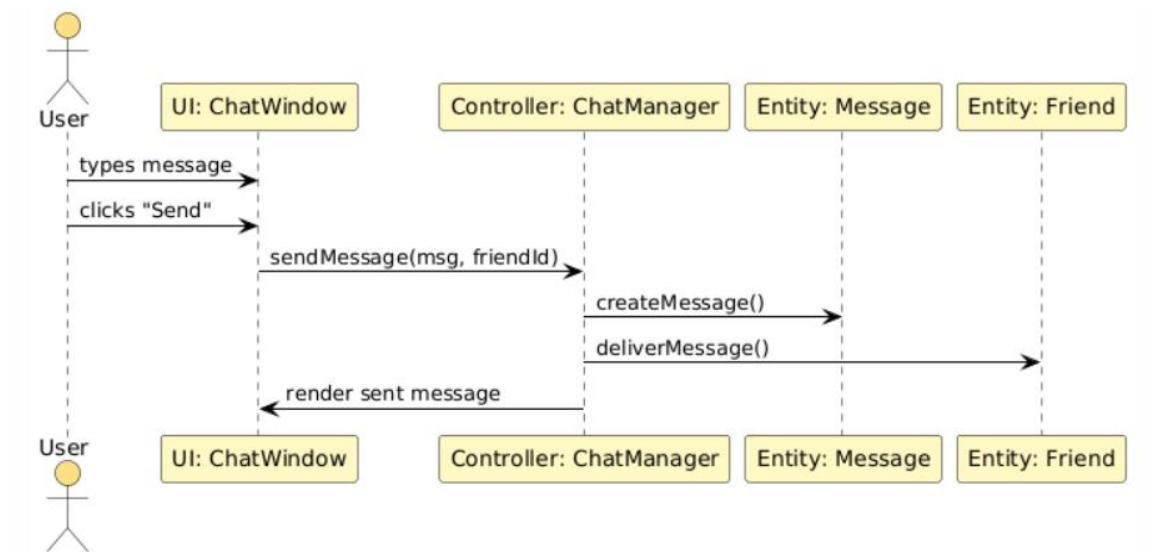 User
UI: ChatWindow
Controller: ChatManager
Entity: Message
Entity: Friend
types message
clicks "Send"
sendMessage(msg, friendId)
createMessage()
deliverMessage()
render sent message
User
UI: ChatWindow
Controller: ChatManager
Entity: Message
Entity: Friend